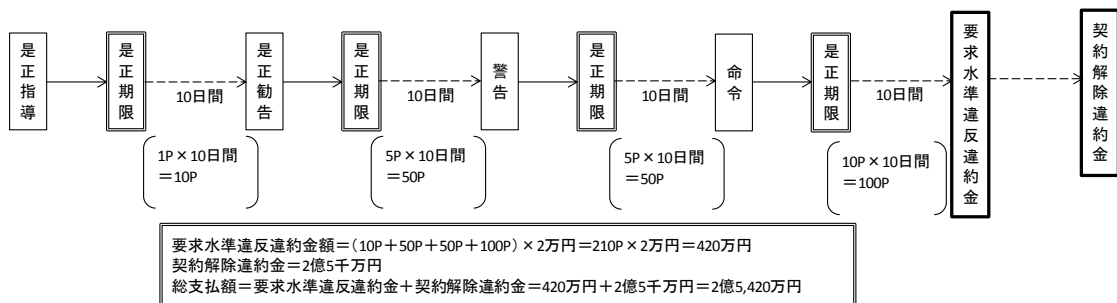 是正指導
是正期限
10日間
是正勧告
是正期限
10日間
警告
是正期限
10日間
命令
是正期限
10日間
要求水準違反違約金
契約解除違約金
1P×10日間
＝10P
5P×10日間
＝50P
5P×10日間
＝50P
10P×10日間
＝100P
要求水準違反違約金額＝(10P＋50P＋50P＋100P)×2万円＝210P×2万円＝420万円
契約解除違約金＝2億5千万円
総支払額＝要求水準違反違約金＋契約解除違約金＝420万円＋2億5千万円＝2億5,420万円